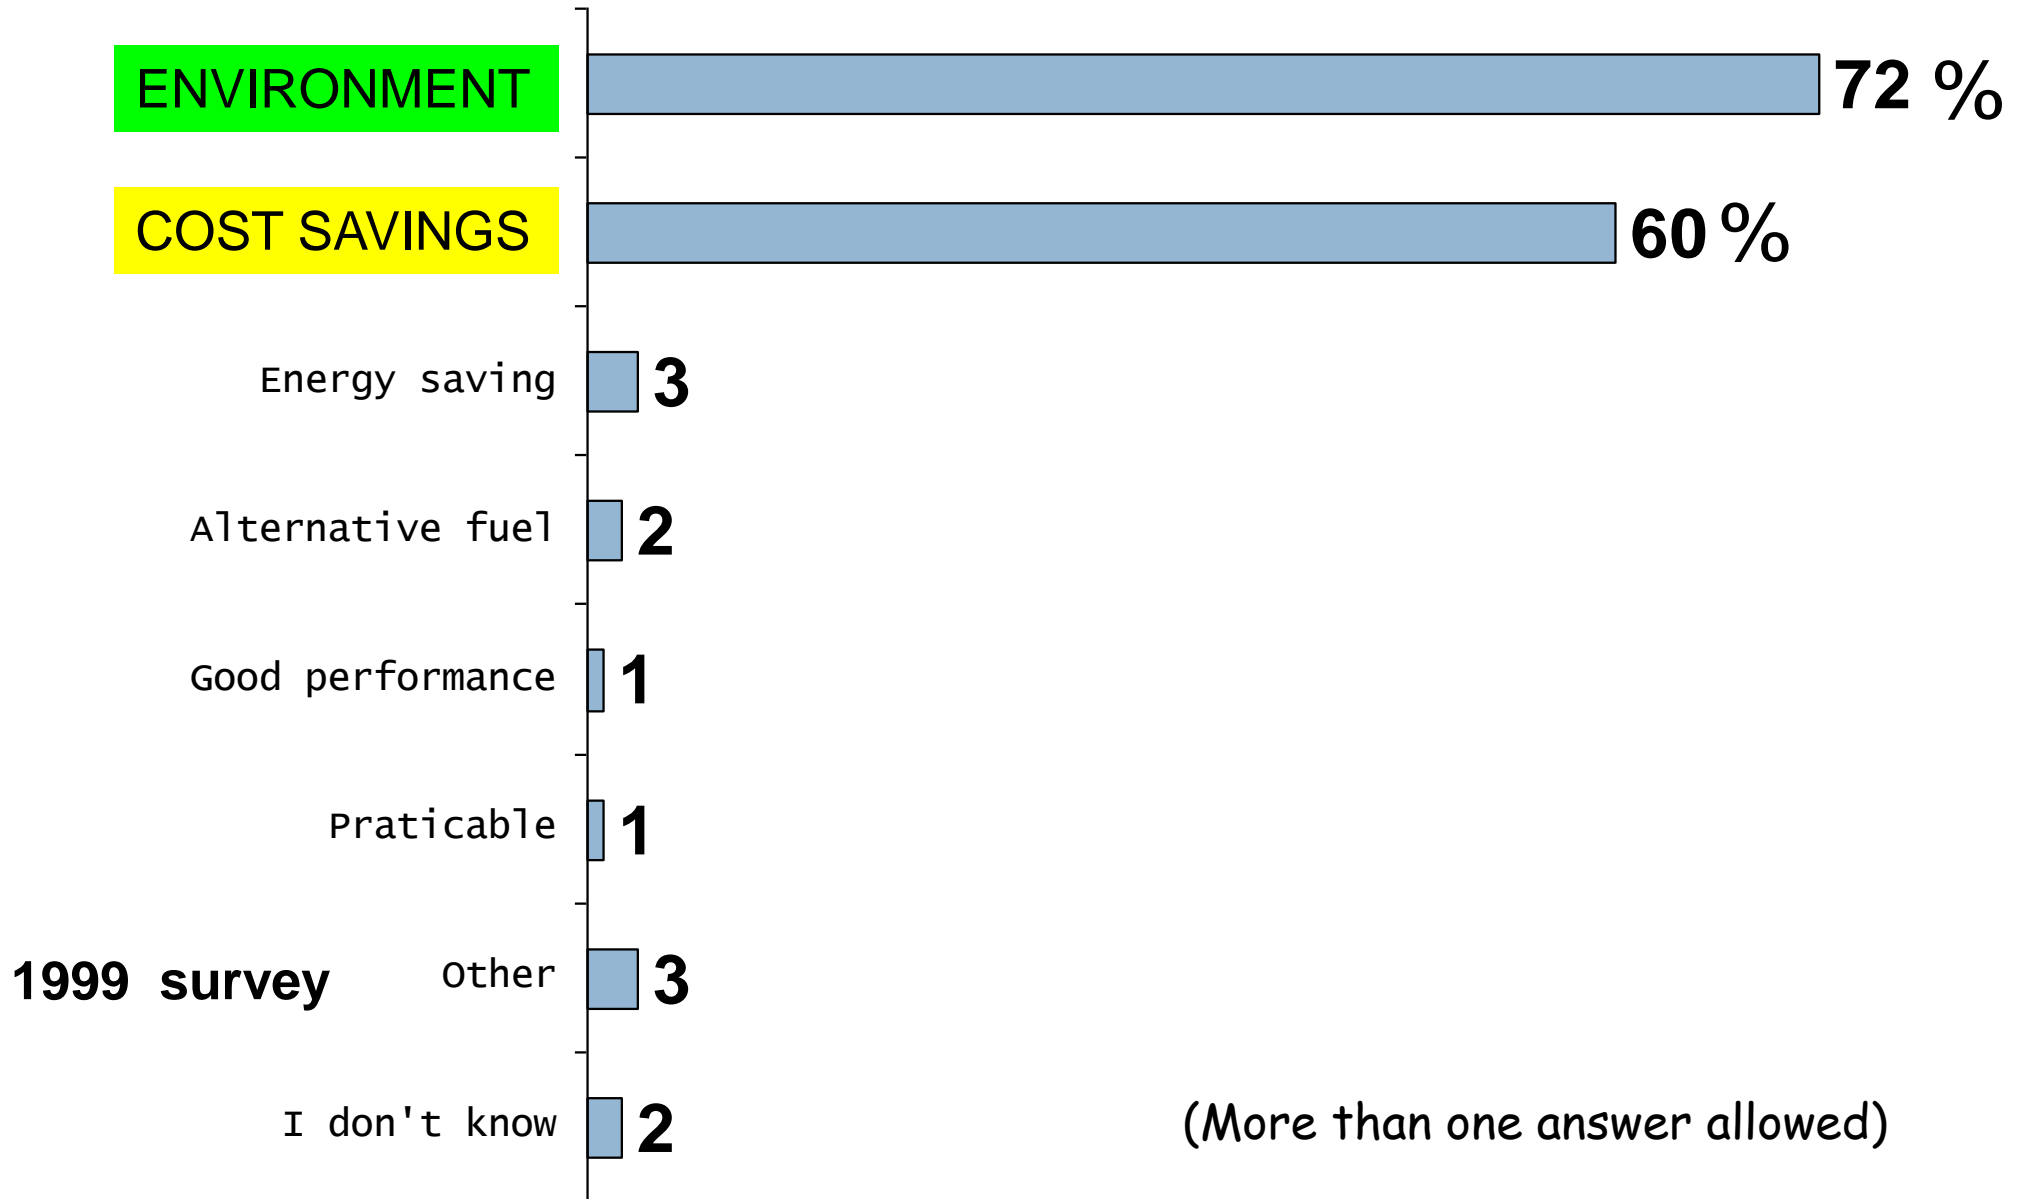 ENVIRONMENT 72 %
COST SAVINGS 60 %
Energy saving 3
Alternative fuel 2
Good performance 1
Praticable 1
1999 survey Other 3
I don't know 2 (More than one answer allowed)